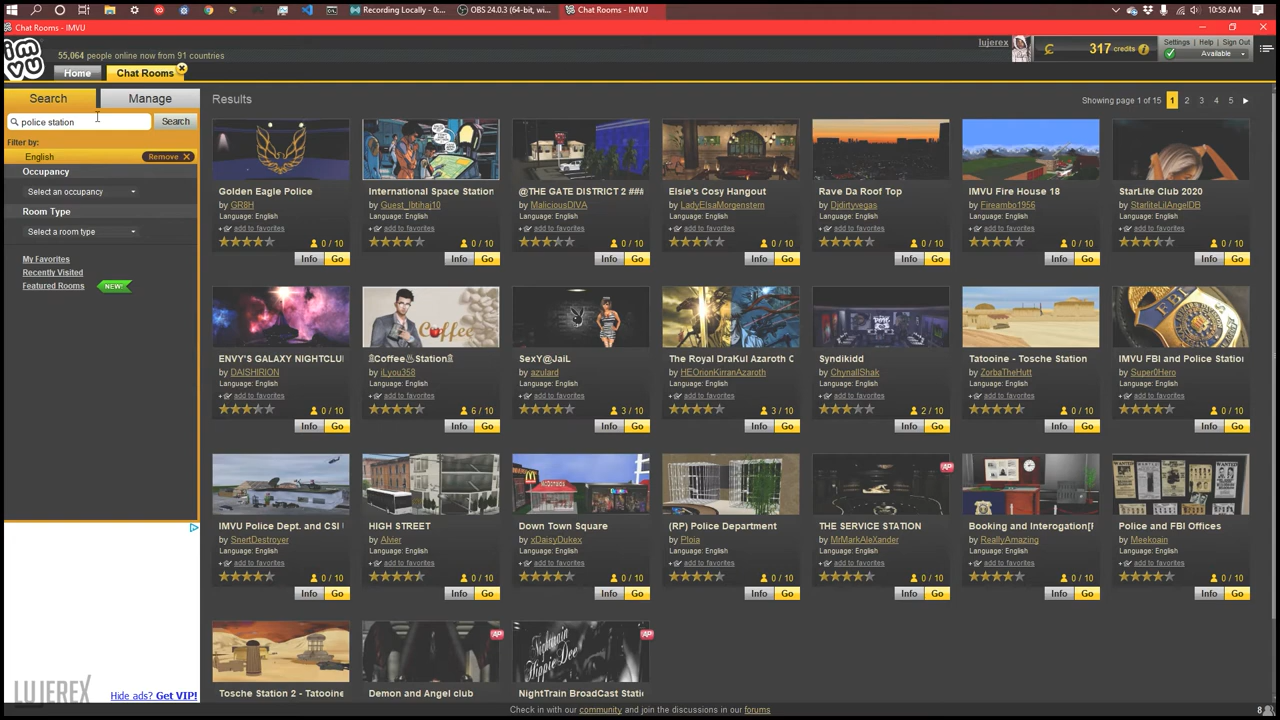 Recording Locally - 0:...
OBS 24.0.3 (64-bit, wi...
Chat Rooms - IMVU
10:58 AM
Chat Rooms - IMVU
imvu
55,064 people online now from 91 countries
lujerex
317 credits
Settings | Help | Sign Out
Available
Home
Chat Rooms
Search
Manage
police station
Search
Filter by:
English
Remove X
Occupancy
Select an occupancy
Room Type
Select a room type
My Favorites
Recently Visited
Featured Rooms
NEW!
Results
Showing page 1 of 15
1 2 3 4 5
Golden Eagle Police
by GR8H
Language: English
+ add to favorites
0 / 10
Info Go
International Space Station
by Guest_Ibtihaj10
Language: English
+ add to favorites
0 / 10
Info Go
@THE GATE DISTRICT 2 ###
by MaliciousDIVA
Language: English
+ add to favorites
0 / 10
Info Go
Elsie's Cosy Hangout
by LadyElsaMorgenstern
Language: English
+ add to favorites
0 / 10
Info Go
Rave Da Roof Top
by Djdirtyvegas
Language: English
+ add to favorites
0 / 10
Info Go
IMVU Fire House 18
by Fireambo1956
Language: English
+ add to favorites
0 / 10
Info Go
StarLite Club 2020
by StarliteLilAngelDB
Language: English
+ add to favorites
0 / 10
Info Go
ENVY'S GALAXY NIGHTCLU
by DAISHIRION
Language: English
+ add to favorites
0 / 10
Info Go
Coffee
Coffee♨Station
by iLyou358
Language: English
+ add to favorites
6 / 10
Info Go
SexY@JaiL
by azulard
Language: English
+ add to favorites
3 / 10
Info Go
The Royal DraKul Azaroth C
by HEOrionKirranAzaroth
Language: English
+ add to favorites
3 / 10
Info Go
Syndikidd
by ChynallShak
Language: English
+ add to favorites
2 / 10
Info Go
Tatooine - Tosche Station
by ZorbaTheHutt
Language: English
+ add to favorites
0 / 10
Info Go
IMVU FBI and Police Station
by Super0Hero
Language: English
+ add to favorites
0 / 10
Info Go
IMVU Police Dept. and CSI
by SnertDestroyer
Language: English
+ add to favorites
0 / 10
Info Go
HIGH STREET
by Alvier
Language: English
+ add to favorites
0 / 10
Info Go
Down Town Square
by xDaisyDukex
Language: English
+ add to favorites
0 / 10
Info Go
(RP) Police Department
by Ploia
Language: English
+ add to favorites
0 / 10
Info Go
AP
THE SERVICE STATION
by MrMarkAleXander
Language: English
+ add to favorites
0 / 10
Info Go
Booking and Interogation[F
by ReallyAmazing
Language: English
+ add to favorites
0 / 10
Info Go
WANTED
Police and FBI Offices
by Meekoain
Language: English
+ add to favorites
0 / 10
Info Go
Tosche Station 2 - Tatooine
AP
Demon and Angel club
AP
NightTrain BroadCast Stati
LUJEREX
Hide ads? Get VIP!
Check in with our community and join the discussions in our forums
8